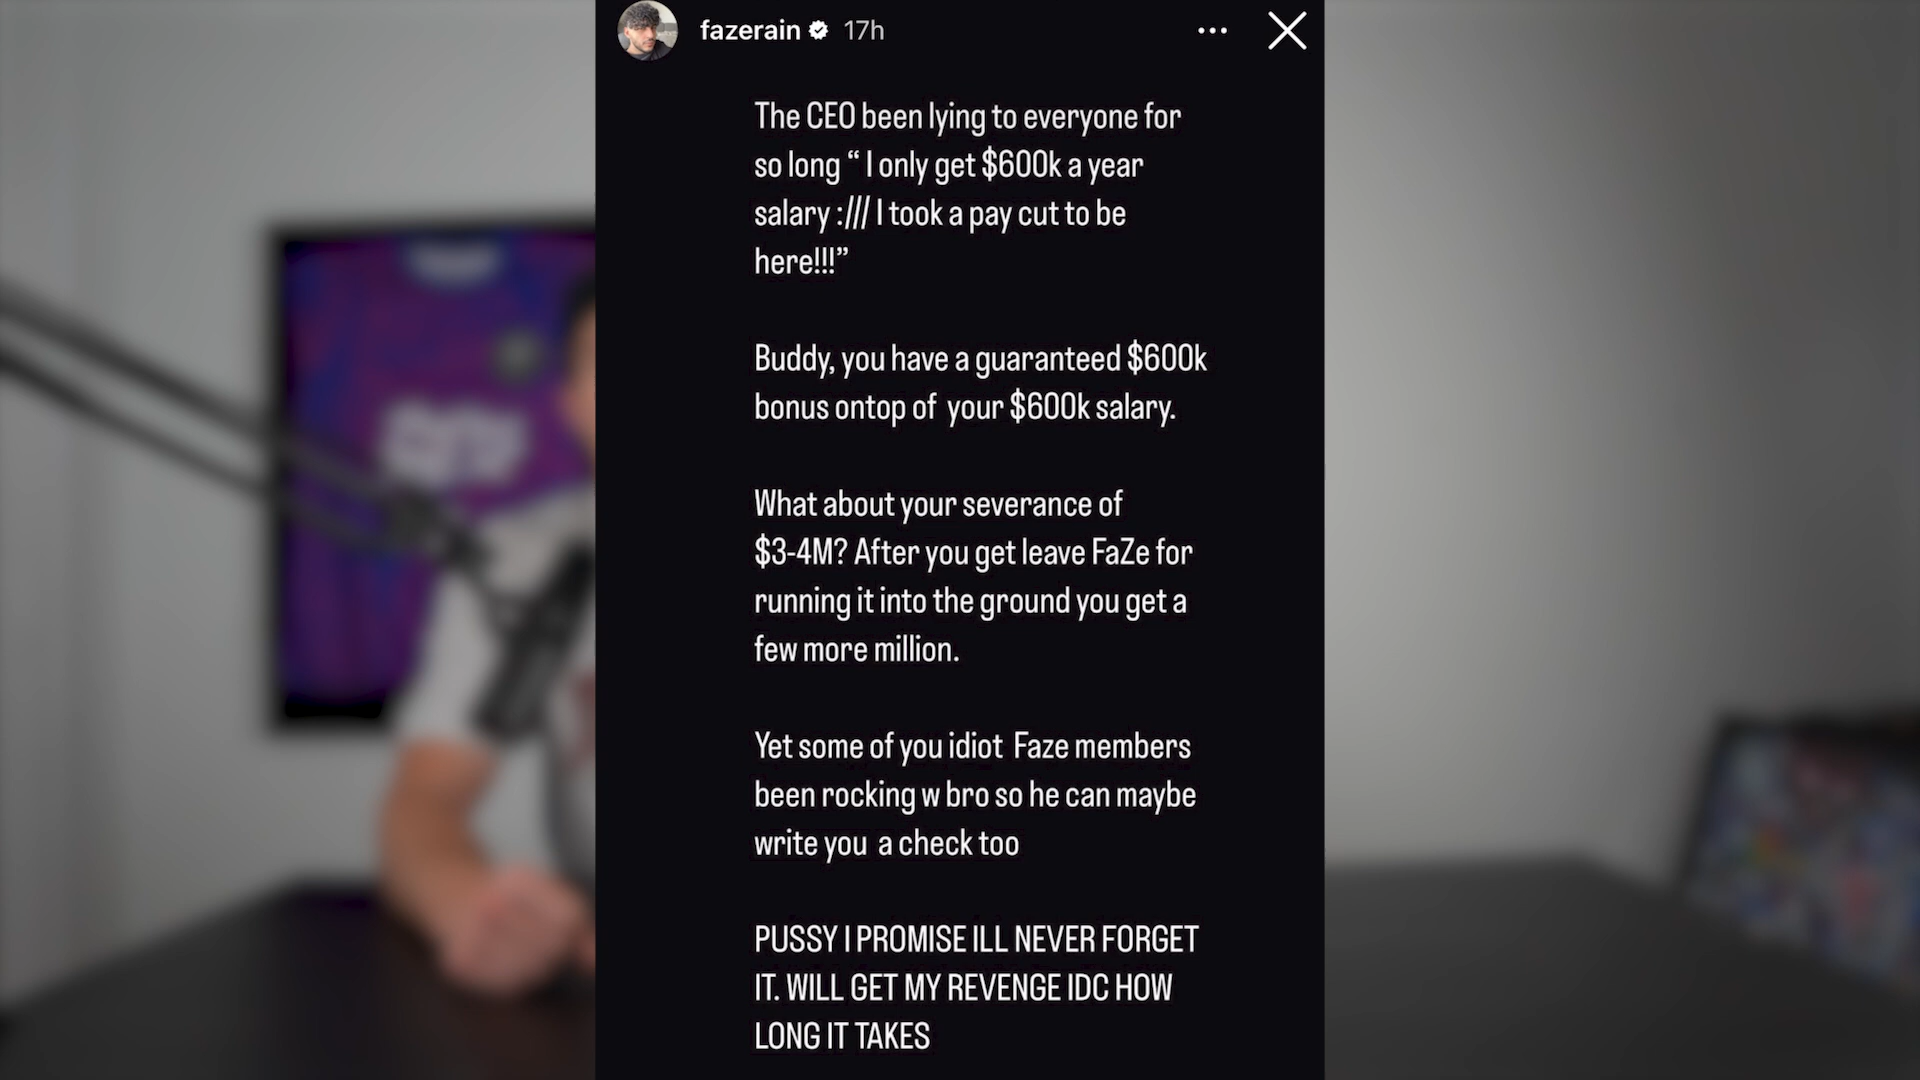 fazerain 17h
The CEO been lying to everyone for
so long “ I only get $600k a year
salary :/// I took a pay cut to be
here!!!”
Buddy, you have a guaranteed $600k
bonus ontop of your $600k salary.
What about your severance of
$3-4M? After you get leave FaZe for
running it into the ground you get a
few more million.
Yet some of you idiot Faze members
been rocking w bro so he can maybe
write you a check too
PUSSY I PROMISE ILL NEVER FORGET
IT. WILL GET MY REVENGE IDC HOW
LONG IT TAKES